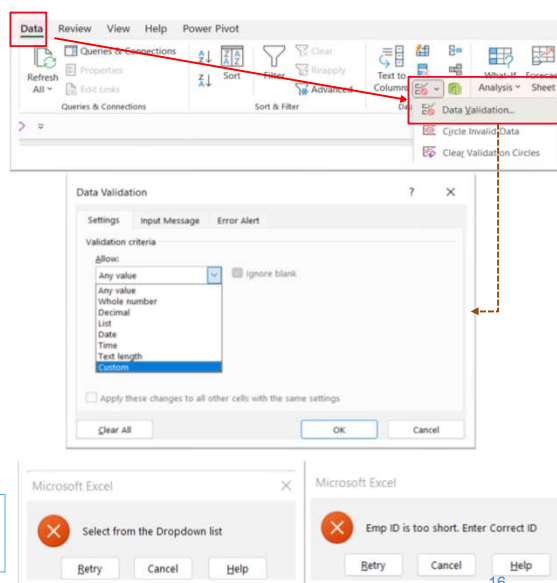 Data Review View Help Power Pivot
Queries & Connections
Properties
Edit Links
Refresh All
Queries & Connections
Sort
Filter
Clear
Reapply
Advanced
Sort & Filter
Text to Column
What-If Analysis
Forecast Sheet
Data Validation...
Circle Invalid Data
Clear Validation Circles
Data Validation ? ×
Settings Input Message Error Alert
Validation criteria
Allow:
Any value
Ignore blank
Any value
Whole number
Decimal
List
Date
Time
Text length
Custom
Apply these changes to all other cells with the same settings
Clear All OK Cancel
Microsoft Excel ×
Select from the Dropdown list
Retry Cancel Help
Microsoft Excel
Emp ID is too short. Enter Correct ID
Retry Cancel Help
16